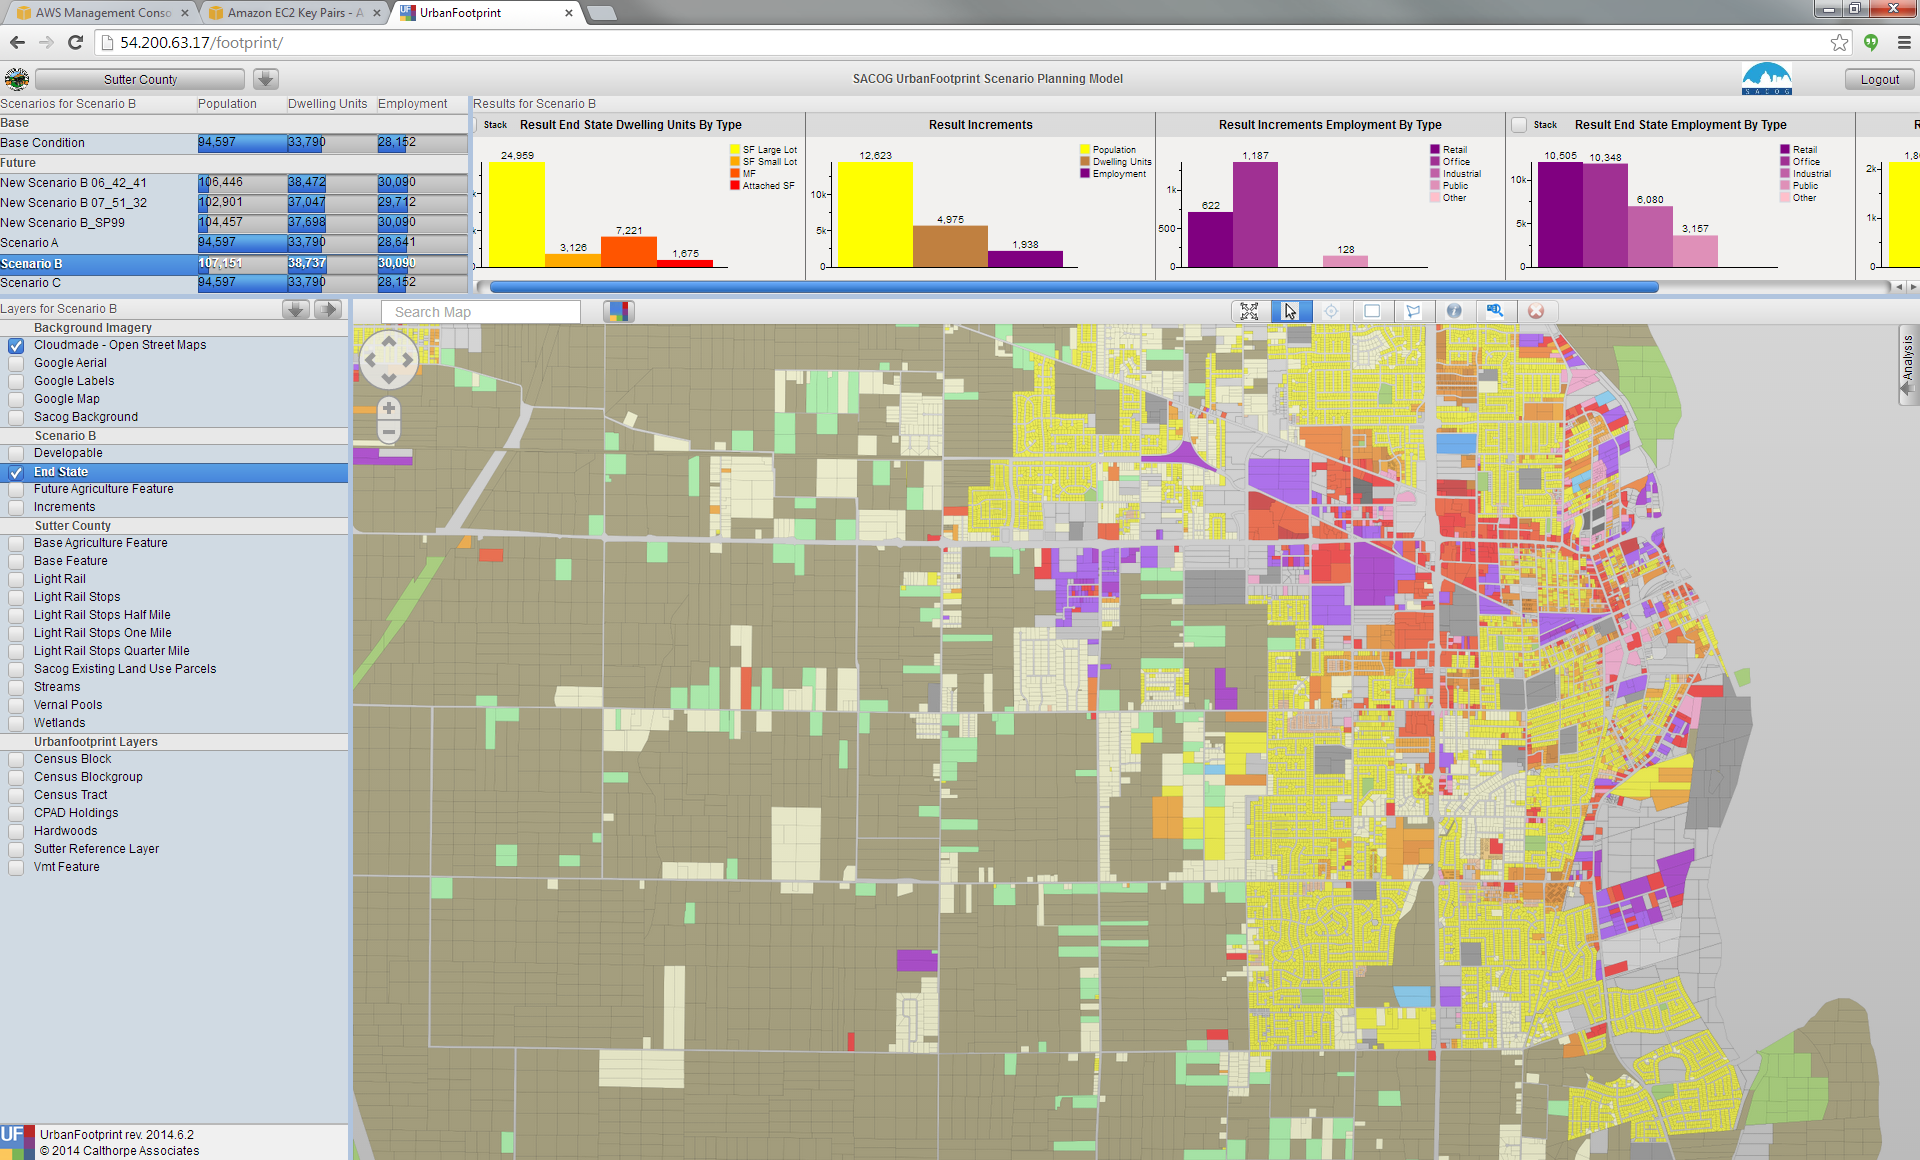 AWS Management Conso
Amazon EC2 Key Pairs - A
UrbanFootprint
54.200.63.17/footprint/
Sutter County
SACOG UrbanFootprint Scenario Planning Model
SACOG
Logout
Scenarios for Scenario B Population Dwelling Units Employment
Base
Base Condition 94,597 33,790 28,152
Future
New Scenario B 06_42_41 106,446 38,472 30,090
New Scenario B 07_51_32 102,901 37,047 29,712
New Scenario B_SP99 104,457 37,698 30,090
Scenario A 94,597 33,790 28,641
Scenario B 107,151 38,737 30,090
Scenario C 94,597 33,790 28,152
Results for Scenario B
Stack Result End State Dwelling Units By Type
24,959
3,126
7,221
1,675
k
k
0
SF Large Lot
SF Small Lot
MF
Attached SF
Result Increments
12,623
4,975
1,938
10k
5k
0
Population
Dwelling Units
Employment
Result Increments Employment By Type
1,187
622
128
1k
500
0
Retail
Office
Industrial
Public
Other
Stack Result End State Employment By Type
10,505
10,348
6,080
3,157
10k
5k
0
Retail
Office
Industrial
Public
Other
R
1,8
2k
1k
0
Layers for Scenario B
Background Imagery
Cloudmade - Open Street Maps
Google Aerial
Google Labels
Google Map
Sacog Background
Scenario B
Developable
End State
Future Agriculture Feature
Increments
Sutter County
Base Agriculture Feature
Base Feature
Light Rail
Light Rail Stops
Light Rail Stops Half Mile
Light Rail Stops One Mile
Light Rail Stops Quarter Mile
Sacog Existing Land Use Parcels
Streams
Vernal Pools
Wetlands
Urbanfootprint Layers
Census Block
Census Blockgroup
Census Tract
CPAD Holdings
Hardwoods
Sutter Reference Layer
Vmt Feature
Search Map
Analysis
UF
UrbanFootprint rev. 2014.6.2
© 2014 Calthorpe Associates